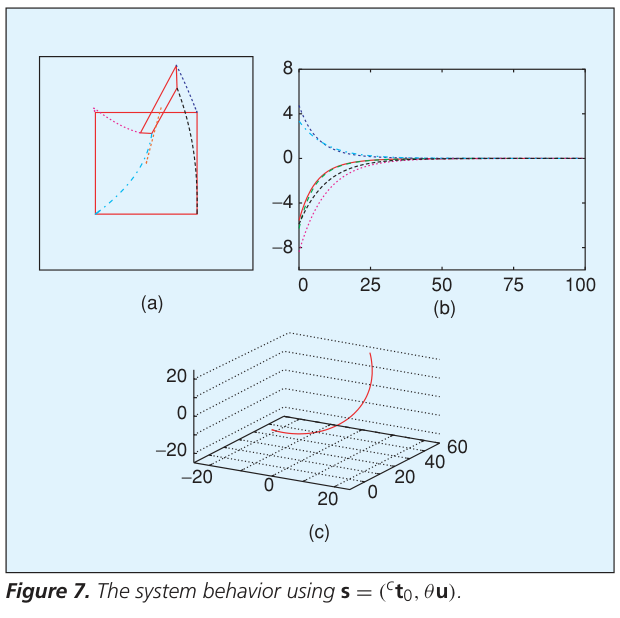 8
4
0
−4
−8
0 25 50 75 100
(a)
(b)
20
0
−20
−20 0 20
0 20 40 60
(c)
Figure 7. The system behavior using s = (ᶜt₀, θu).